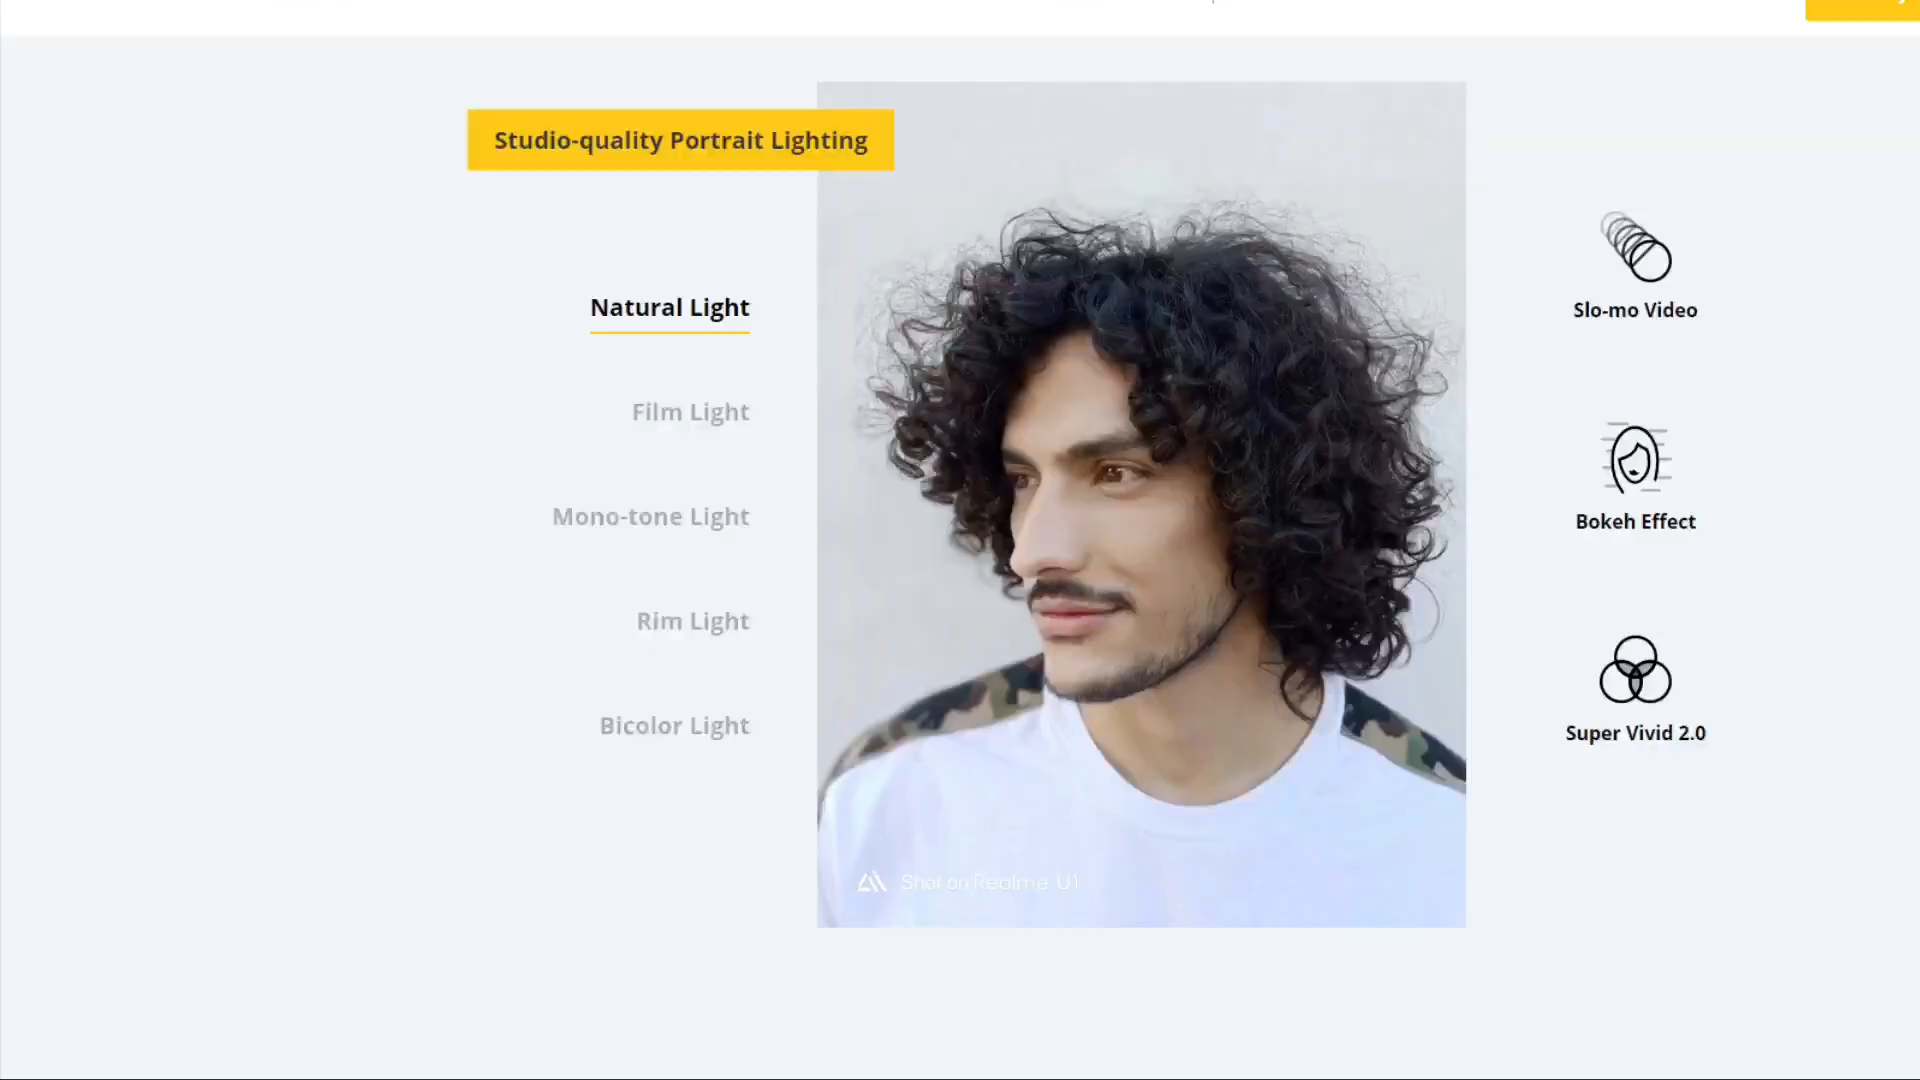 Studio-quality Portrait Lighting
Natural Light
Film Light
Mono-tone Light
Rim Light
Bicolor Light
Slo-mo Video
Bokeh Effect
Super Vivid 2.0
Shot on Realme U1